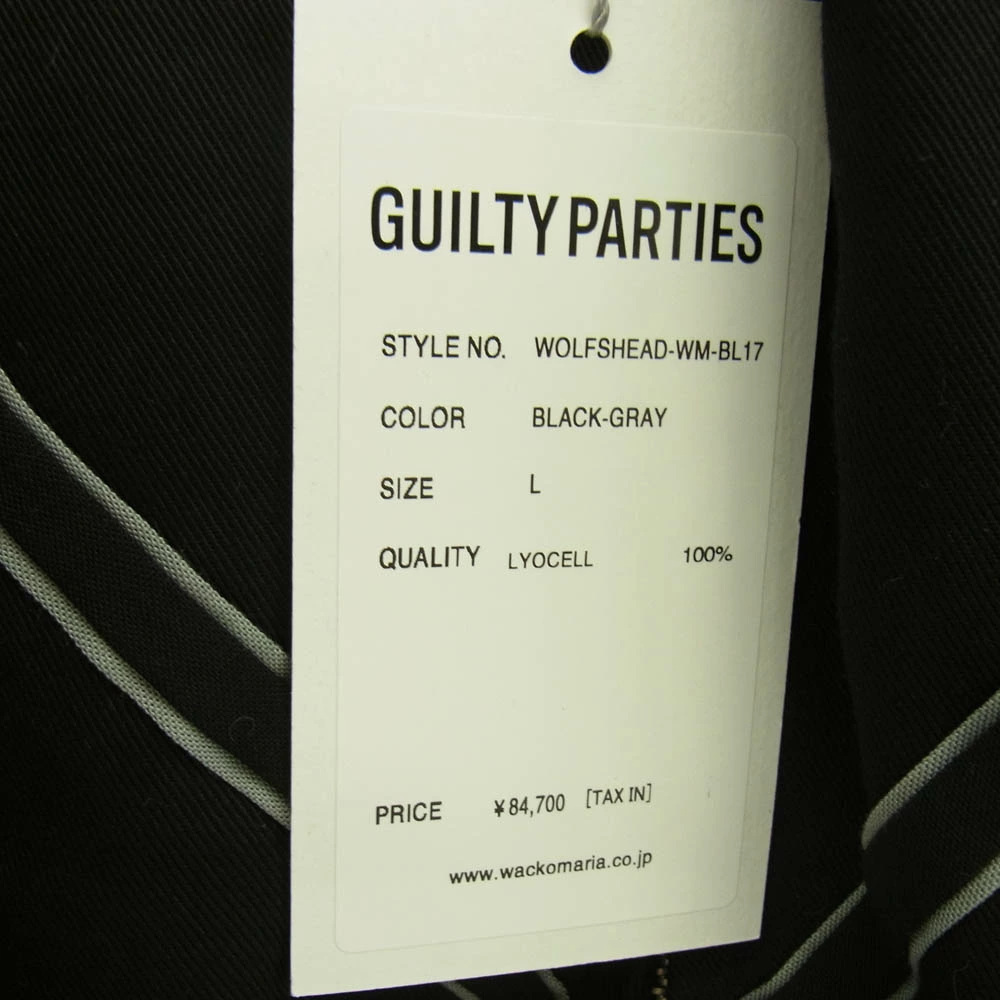 GUILTY PARTIES
STYLE NO. WOLFSHEAD-WM-BL17
COLOR BLACK-GRAY
SIZE L
QUALITY LYOCELL 100%
PRICE ¥84,700 [TAX IN]
www.wackomaria.co.jp